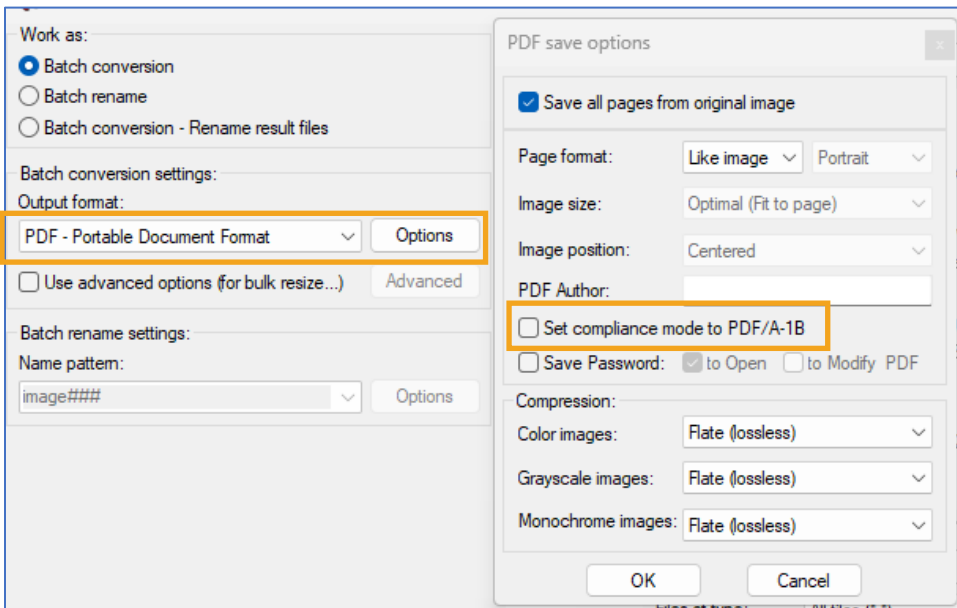 Work as:
Batch conversion
Batch rename
Batch conversion - Rename result files
Batch conversion settings:
Output format:
PDF - Portable Document Format
Options
Use advanced options (for bulk resize...)
Advanced
Batch rename settings:
Name pattern:
image###
Options
PDF save options
x
Save all pages from original image
Page format: Like image Portrait
Image size: Optimal (Fit to page)
Image position: Centered
PDF Author:
Set compliance mode to PDF/A-1B
Save Password: to Open to Modify PDF
Compression:
Color images: Flate (lossless)
Grayscale images: Flate (lossless)
Monochrome images: Flate (lossless)
OK Cancel